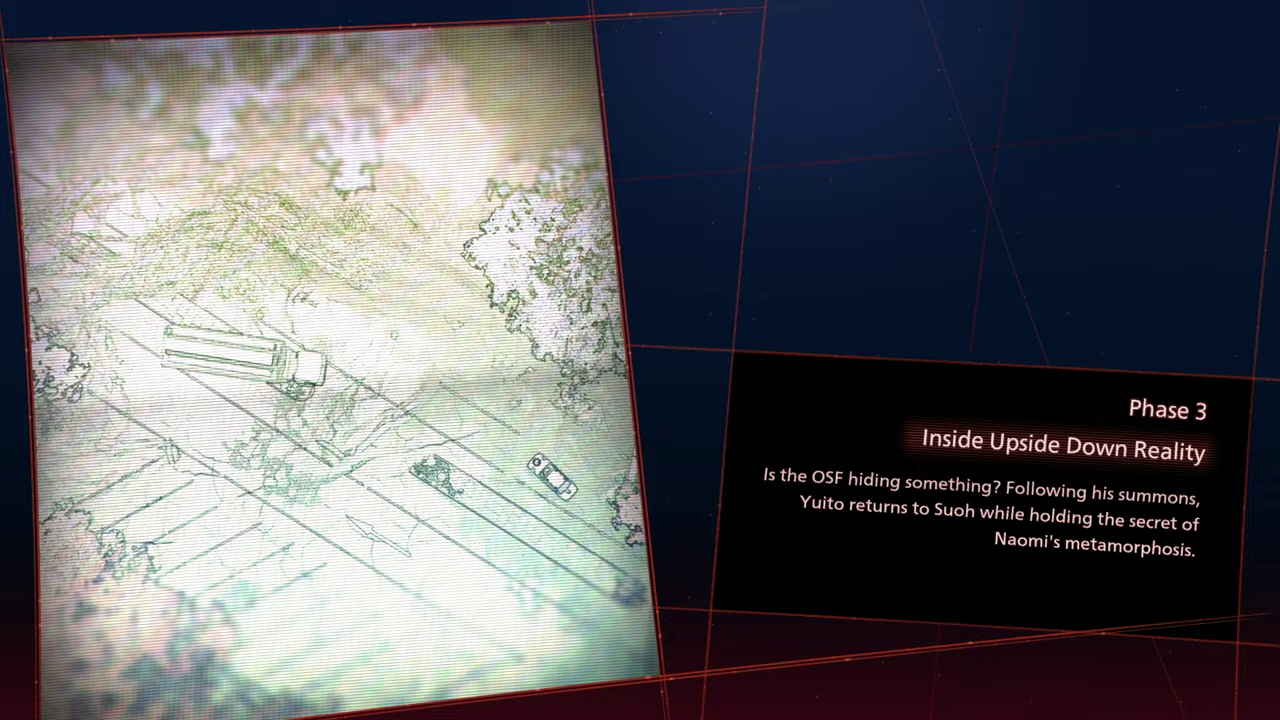 Phase 3
Inside Upside Down Reality
Is the OSF hiding something? Following his summons,
Yuito returns to Suoh while holding the secret of
Naomi's metamorphosis.